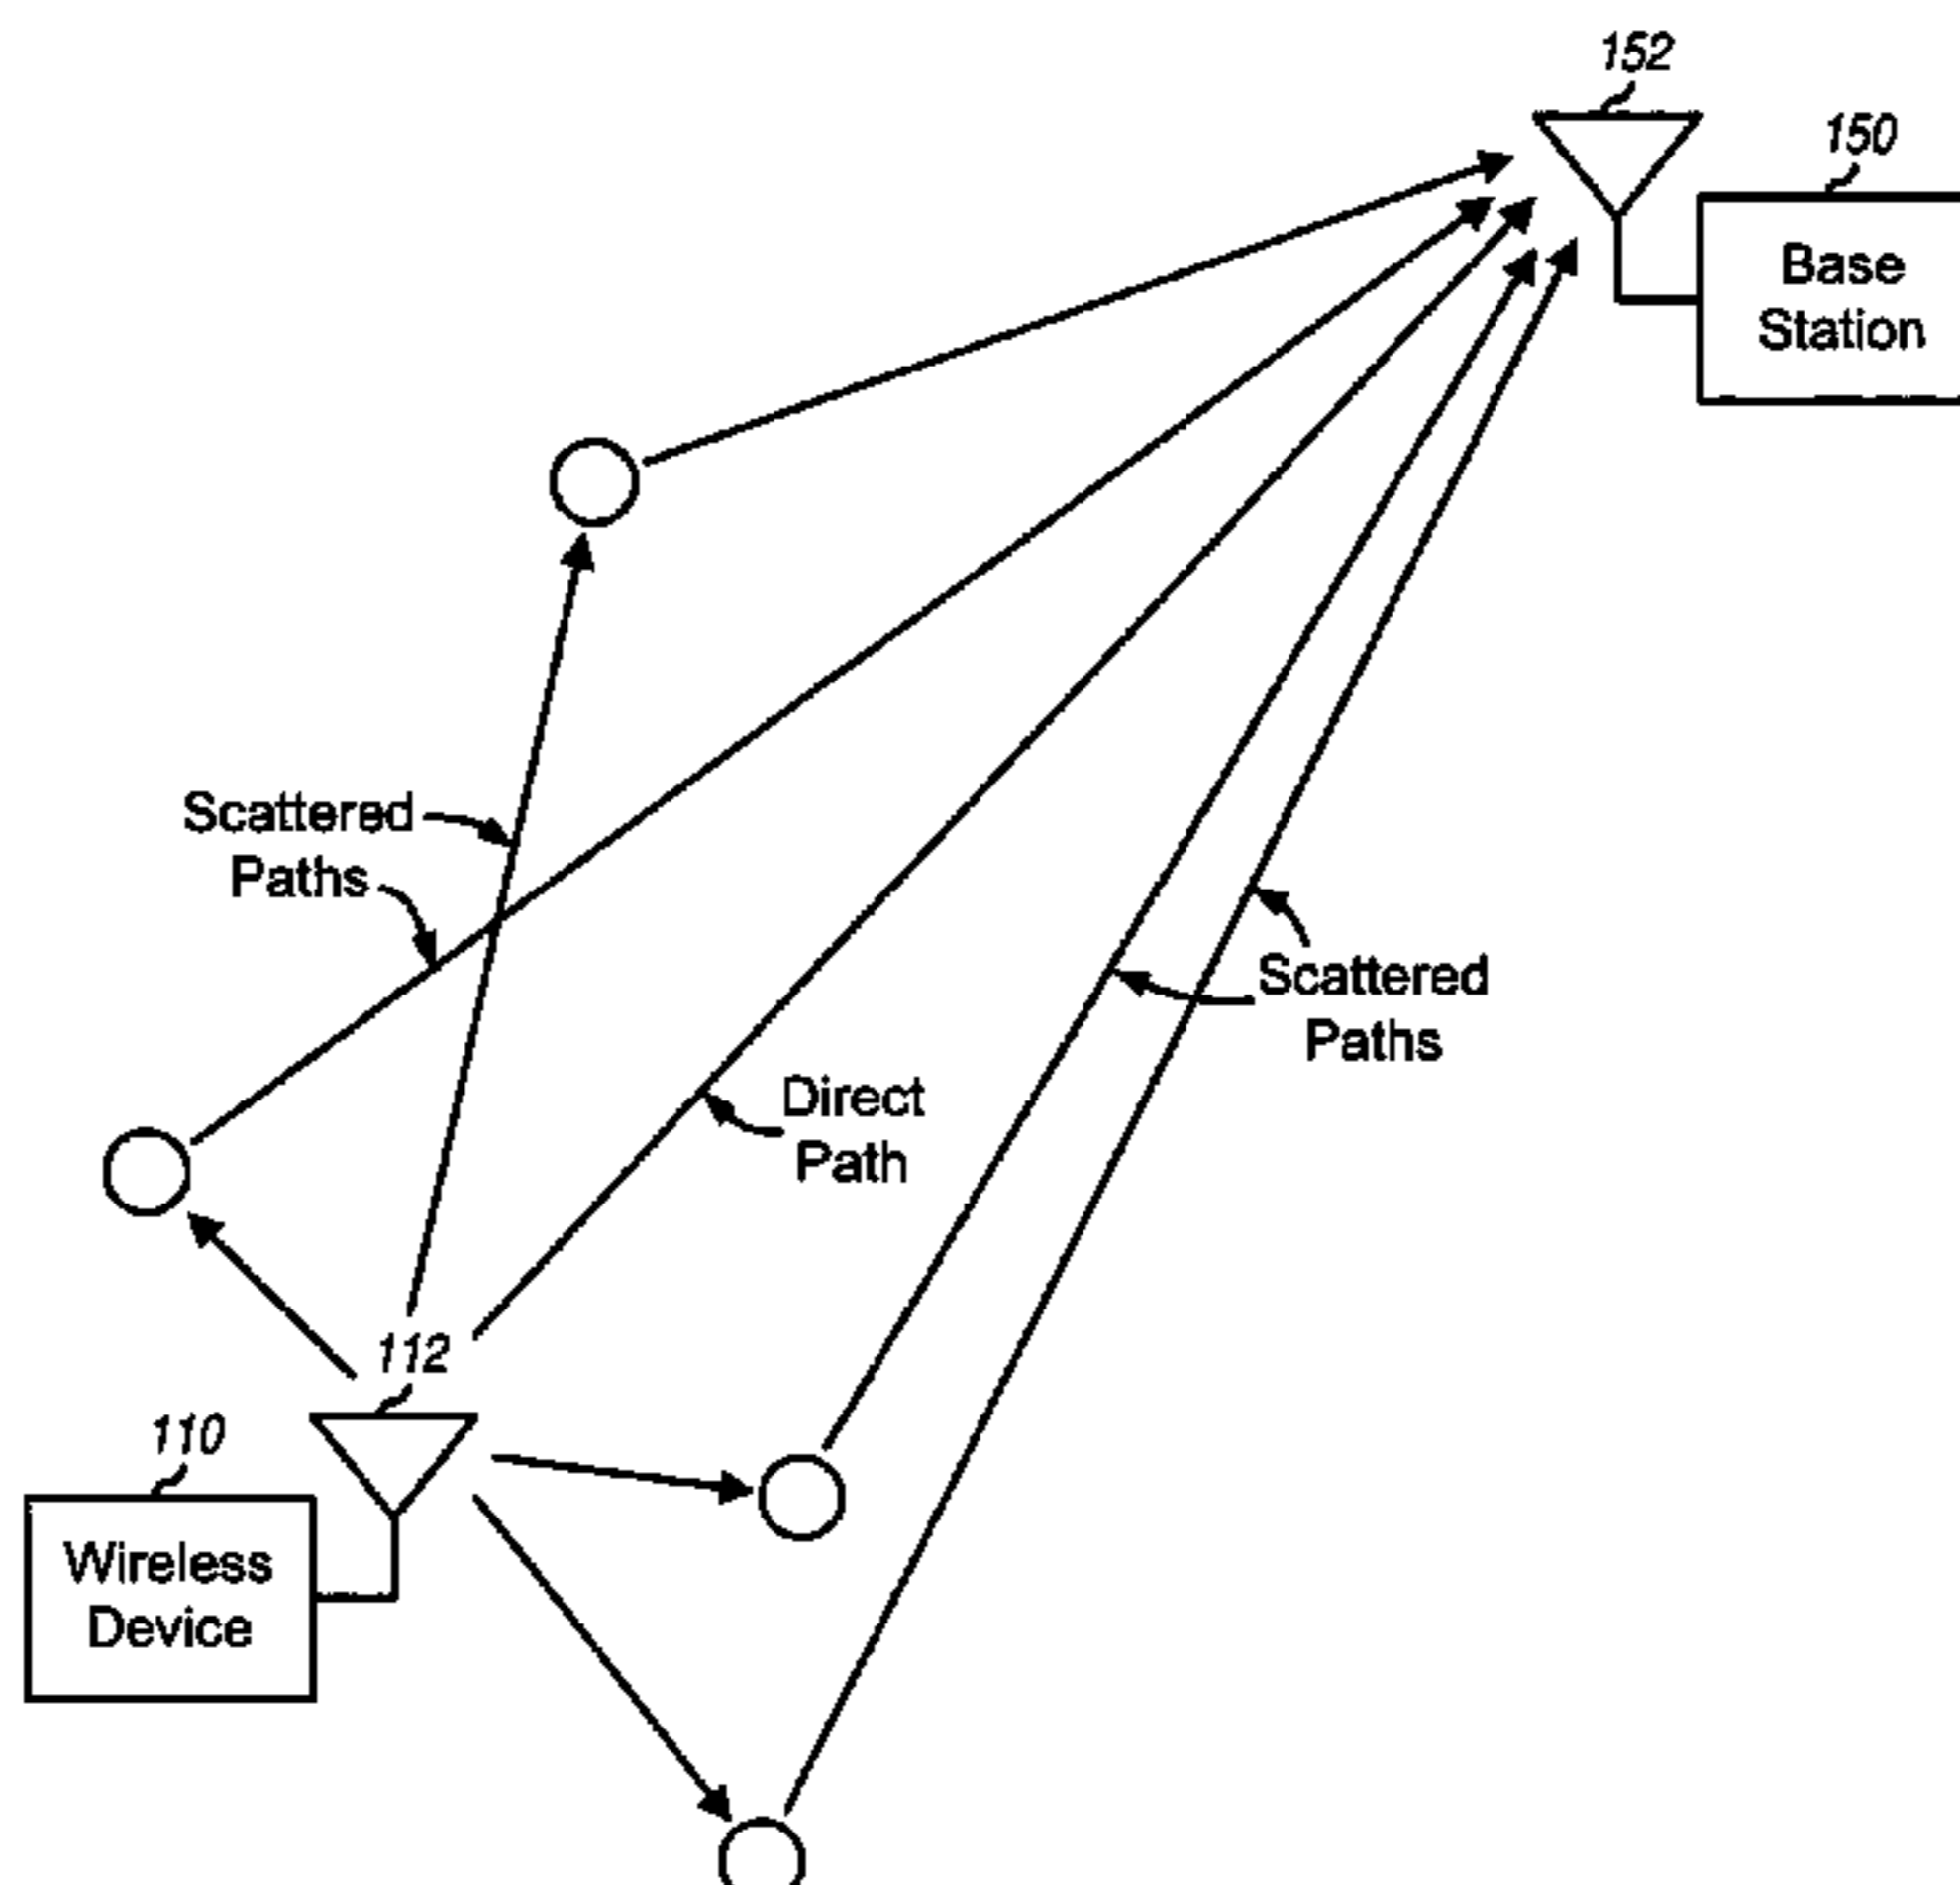 152
150
Base
Station
Scattered
Paths
Scattered
Paths
Direct
Path
112
110
Wireless
Device